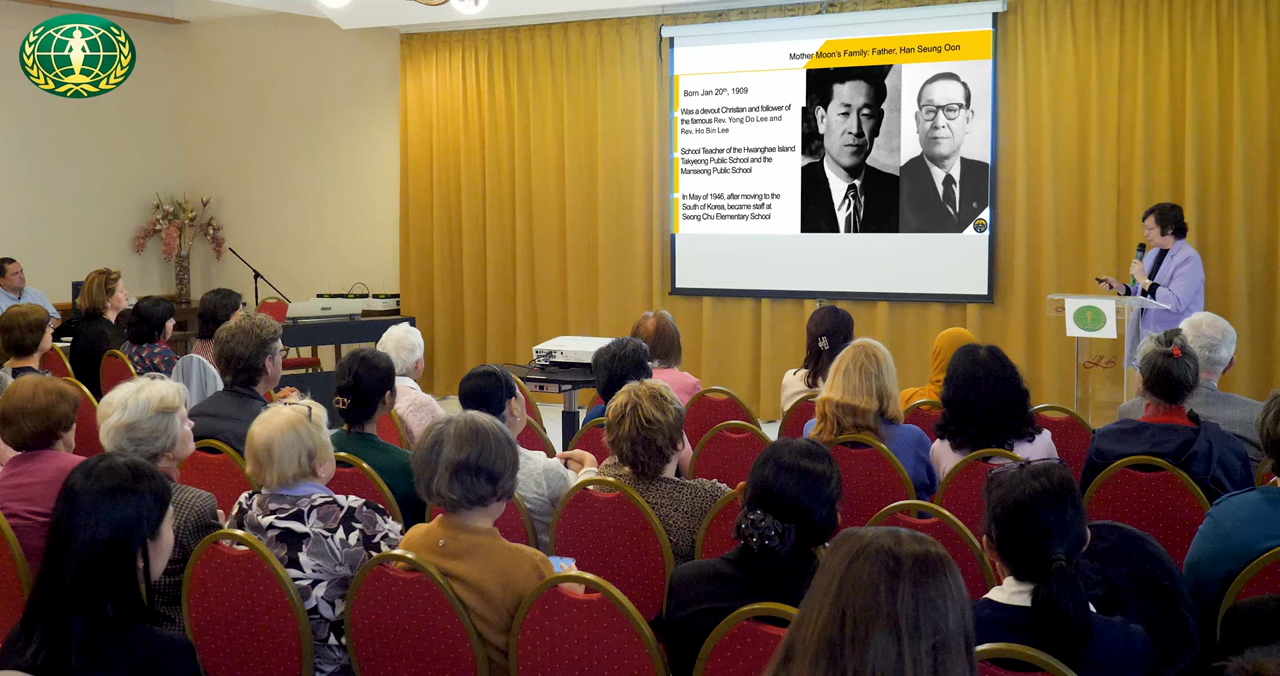 Mother Moon's Family: Father, Han Seung Oon
Born Jan 20th, 1909
Was a devout Christian and follower of
the famous Rev. Yong Do Lee and
Rev. Ho Bin Lee
School Teacher of the Hwanghae Island
Takyeong Public School and the
Manseong Public School
In May of 1946, after moving to the
South of Korea, became staff at
Seong Chu Elementary School